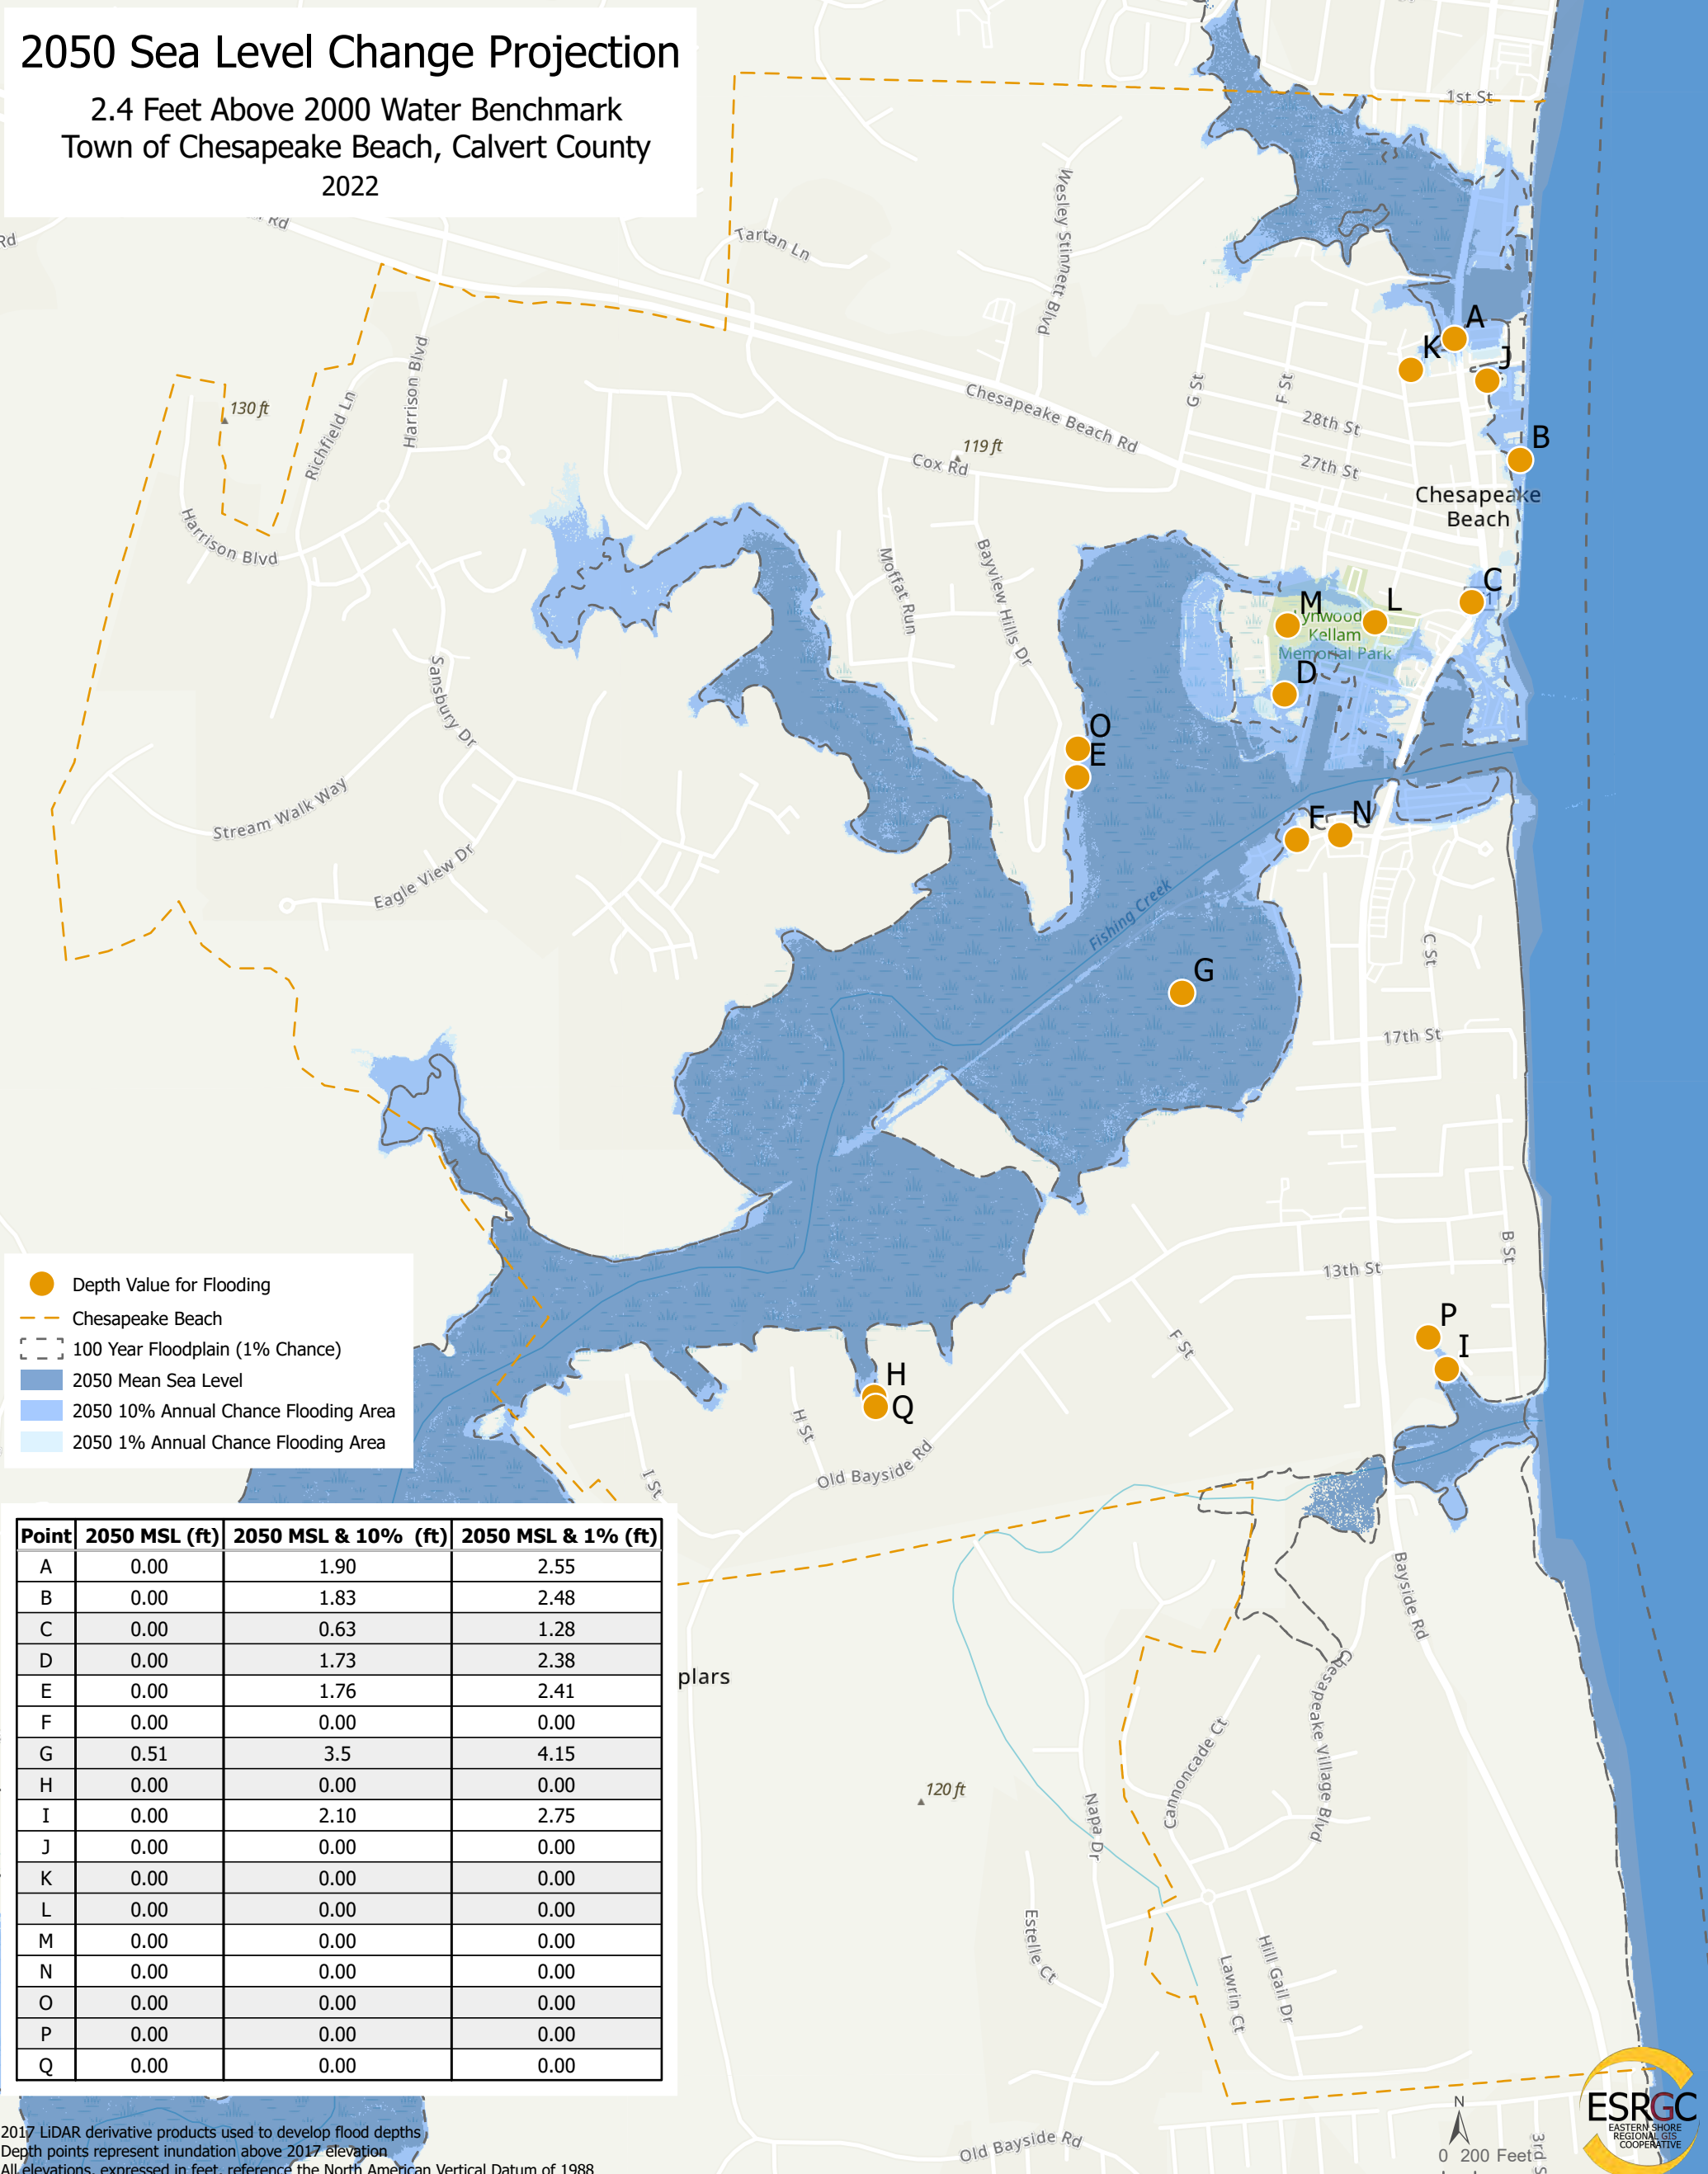 2050 Sea Level Change Projection
2.4 Feet Above 2000 Water Benchmark
Town of Chesapeake Beach, Calvert County
2022
Rd
Rd
1st St
Wesley Stinnett Blvd
Tartan Ln
A
K
J
130 ft
Richfield Ln
Harrison Blvd
G St
F St
Chesapeake Beach Rd
28th St
119 ft
Cox Rd
27th St
B
Chesapeake
Beach
Harrison Blvd
Moffat Run
Bayview Hills Dr
C
M
L
Kellam
Memorial Park
D
Sansbury Dr
O
E
Stream Walk Way
F
N
Eagle View Dr
Fishing Creek
C St
G
17th St
B St
13th St
Depth Value for Flooding
Chesapeake Beach
100 Year Floodplain (1% Chance)
2050 Mean Sea Level
2050 10% Annual Chance Flooding Area
2050 1% Annual Chance Flooding Area
P
I
F St
H
Q
H St
Old Bayside Rd
I St
Point 2050 MSL (ft) 2050 MSL & 10% (ft) 2050 MSL & 1% (ft)
A 0.00 1.90 2.55
B 0.00 1.83 2.48
C 0.00 0.63 1.28
D 0.00 1.73 2.38
E 0.00 1.76 2.41
F 0.00 0.00 0.00
G 0.51 3.5 4.15
H 0.00 0.00 0.00
I 0.00 2.10 2.75
J 0.00 0.00 0.00
K 0.00 0.00 0.00
L 0.00 0.00 0.00
M 0.00 0.00 0.00
N 0.00 0.00 0.00
O 0.00 0.00 0.00
P 0.00 0.00 0.00
Q 0.00 0.00 0.00
Bayside Rd
plars
Chesapeake Village Blvd
Cannoncade Ct
120 ft
Napa Dr
Estelle Ct
Lawrin Ct
Hill Gail Dr
Old Bayside Rd
N
0 200 Feet
3rd S
ESRGC
EASTERN SHORE
REGIONAL GIS
COOPERATIVE
2017 LiDAR derivative products used to develop flood depths
Depth points represent inundation above 2017 elevation
All elevations, expressed in feet, reference the North American Vertical Datum of 1988